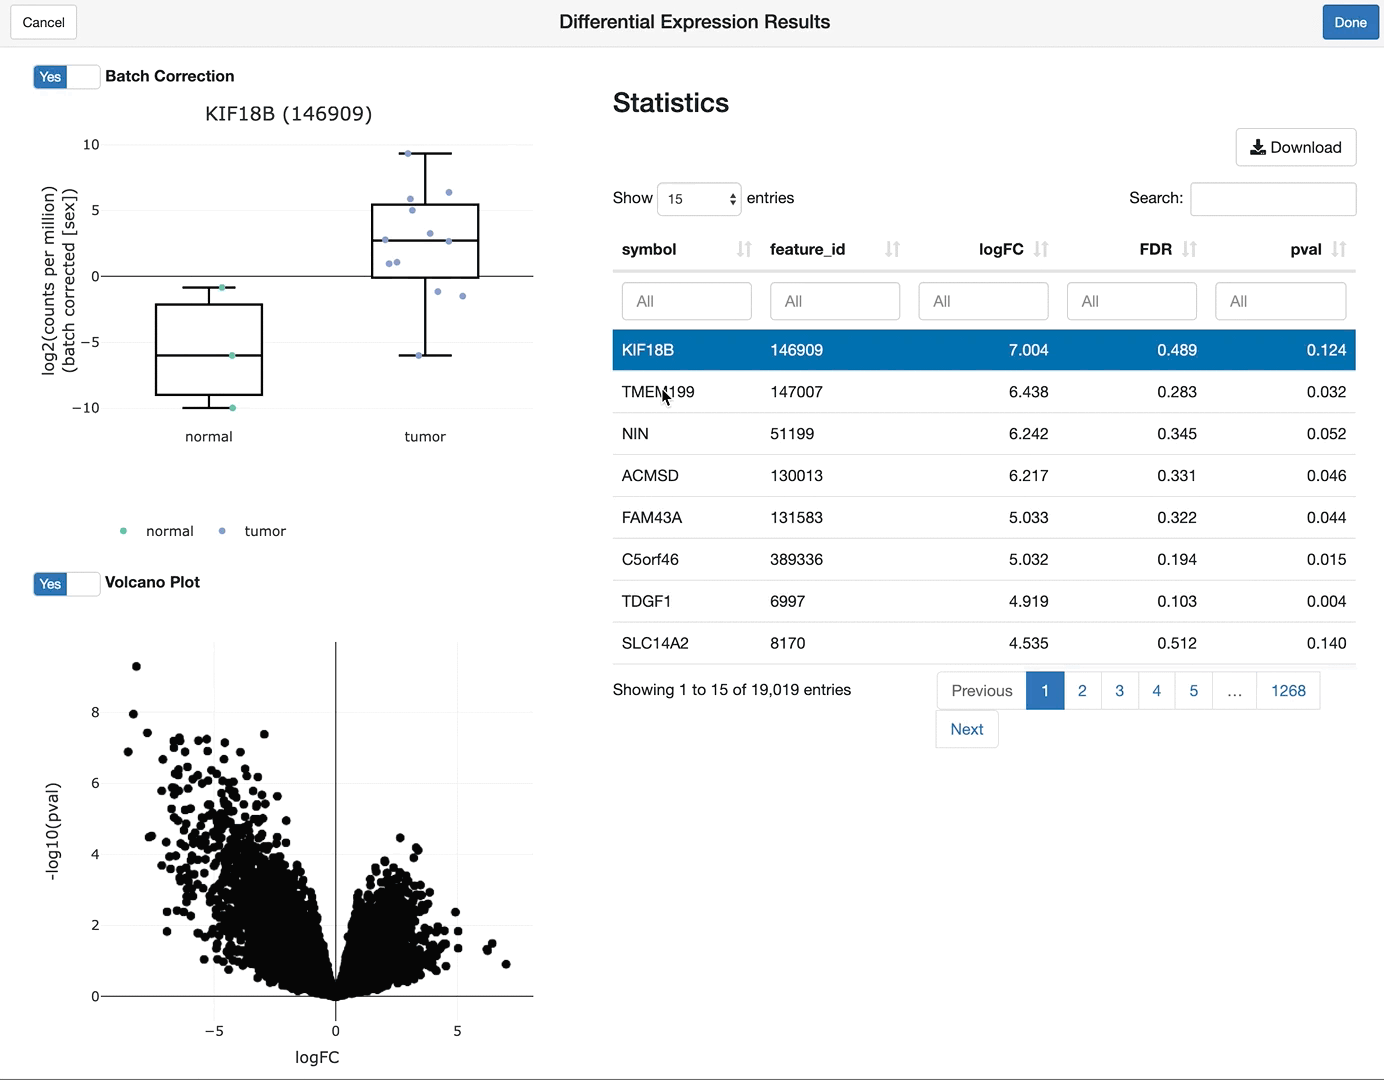 Cancel
Differential Expression Results
Done
Yes Batch Correction
KIF18B (146909)
log2(counts per million)
(batch corrected [sex])
10
5
0
−5
−10
normal tumor
normal tumor
Yes Volcano Plot
-log10(pval)
8
6
4
2
0
−5 0 5
logFC
Statistics
Download
Show 15 entries
Search:
symbol feature_id logFC FDR pval
All All All All All
KIF18B 146909 7.004 0.489 0.124
TMEM199 147007 6.438 0.283 0.032
NIN 51199 6.242 0.345 0.052
ACMSD 130013 6.217 0.331 0.046
FAM43A 131583 5.033 0.322 0.044
C5orf46 389336 5.032 0.194 0.015
TDGF1 6997 4.919 0.103 0.004
SLC14A2 8170 4.535 0.512 0.140
Showing 1 to 15 of 19,019 entries
Previous 1 2 3 4 5 … 1268
Next